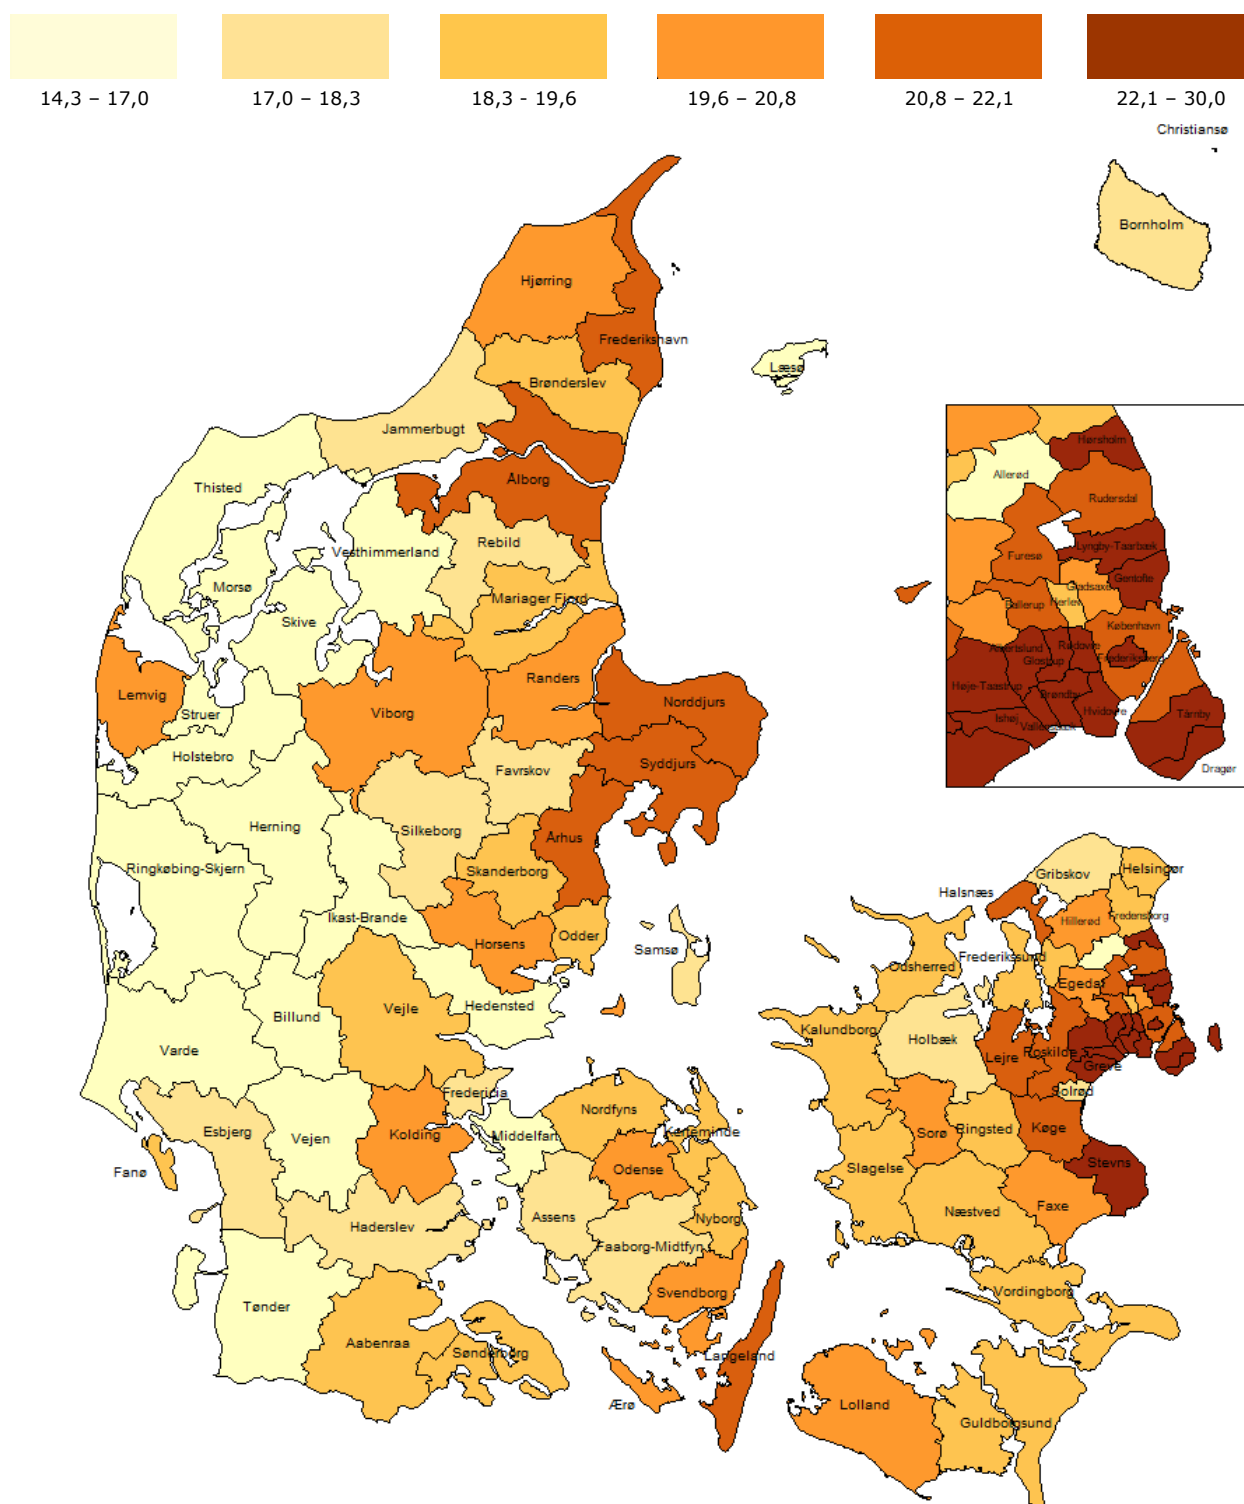 14,3 – 17,0
17,0 – 18,3
18,3 - 19,6
19,6 – 20,8
20,8 – 22,1
22,1 – 30,0
Christiansø
Bornholm
Hjørring
Frederikshavn
Læsø
Brønderslev
Jammerbugt
Hørsholm
Allerød
Ålborg
Thisted
Rudersdal
Rebild
Vesthimmerland
Lyngby-Taarbæk
Furesø
Gentofte
Morsø
Gladsaxe
Mariager Fjord
Ballerup
Herlev
Skive
København
Albertslund
Rødovre
Frederiksberg
Glostrup
Randers
Høje-Taastrup
Lemvig
Brøndby
Norddjurs
Viborg
Struer
Hvidovre
Tårnby
Ishøj
Vallensbæk
Holstebro
Syddjurs
Favrskov
Dragør
Herning
Silkeborg
Århus
Ringkøbing-Skjern
Skanderborg
Helsingør
Gribskov
Halsnæs
Ikast-Brande
Fredensborg
Hillerød
Horsens
Odder
Samsø
Frederikssund
Odsherred
Egedal
Hedensted
Vejle
Billund
Kalundborg
Holbæk
Varde
Lejre
Roskilde
Greve
Solrød
Fredericia
Nordfyns
Esbjerg
Kolding
Vejen
Middelfart
Kerteminde
Sorø
Ringsted
Køge
Stevns
Slagelse
Odense
Fanø
Næstved
Faxe
Assens
Nyborg
Haderslev
Faaborg-Midtfyn
Vordingborg
Svendborg
Tønder
Aabenraa
Sønderborg
Langeland
Ærø
Lolland
Guldborgsund